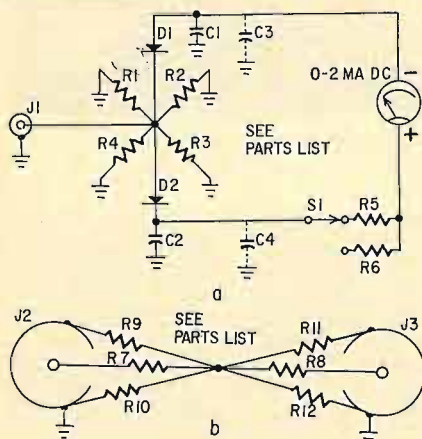 D1
C1
C3
R1
R2
0-2 MA DC
−
+
J1
R4
R3
SEE
PARTS LIST
D2
S1
R5
R6
C2
C4
a
J2
R9
SEE
PARTS LIST
R11
J3
R7
R8
R10
R12
b